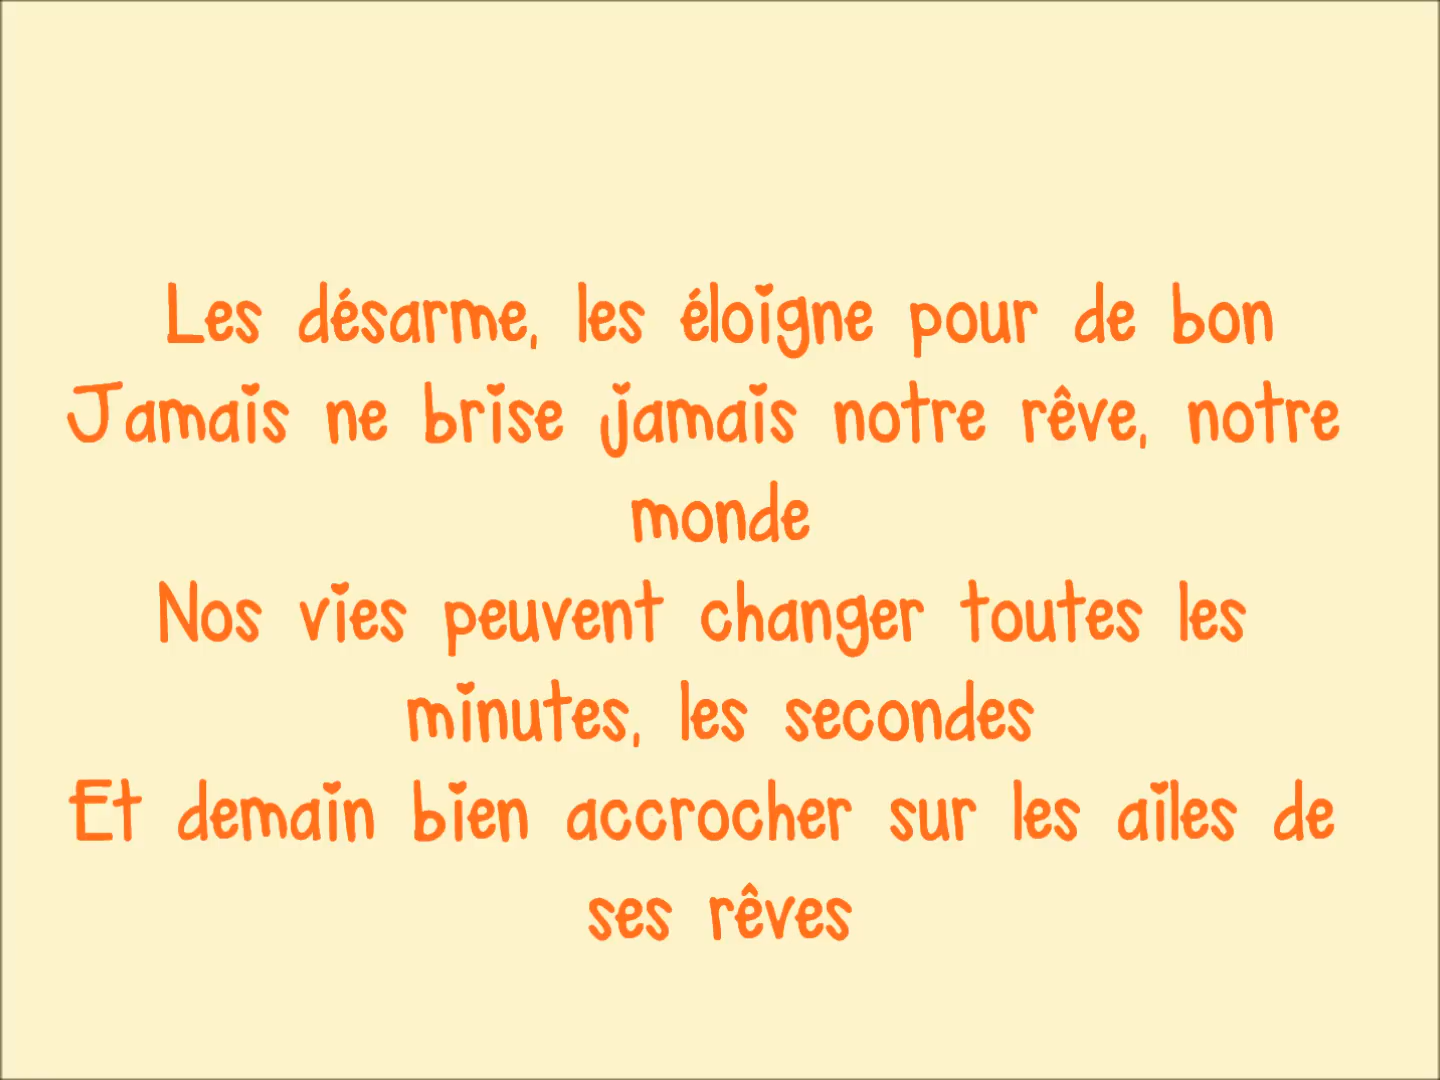 Les désarme, les éloigne pour de bon
Jamais ne brise jamais notre rêve, notre
monde
Nos vies peuvent changer toutes les
minutes, les secondes
Et demain bien accrocher sur les ailes de
ses rêves